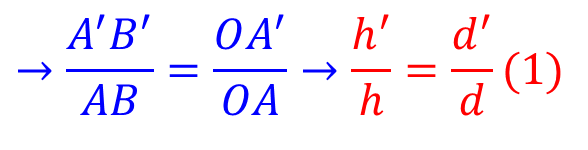 → A′B′/AB = OA′/OA → h′/h = d′/d (1)